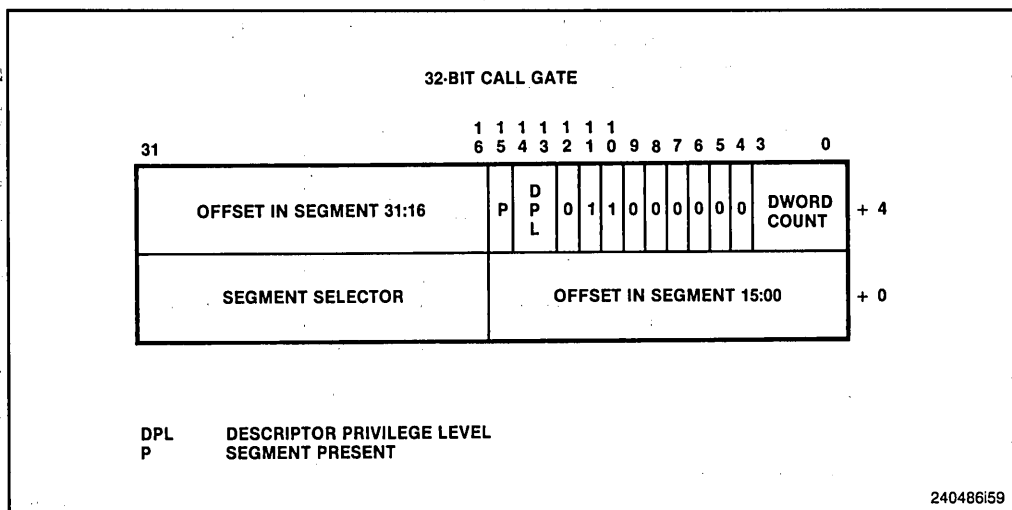 32-BIT CALL GATE
1 1 1 1 1 1 1
31 6 5 4 3 2 1 0 9 8 7 6 5 4 3 0
OFFSET IN SEGMENT 31:16 P D P L 0 1 1 0 0 0 0 0 0 DWORD COUNT + 4
SEGMENT SELECTOR OFFSET IN SEGMENT 15:00 + 0
DPL DESCRIPTOR PRIVILEGE LEVEL
P SEGMENT PRESENT
240486i59